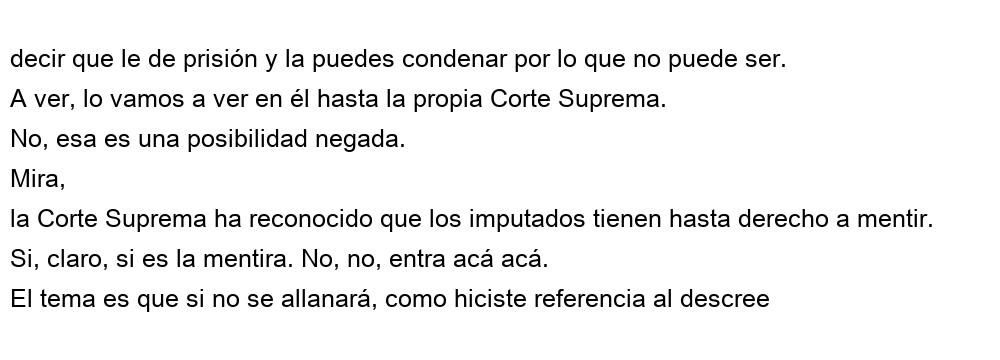 decir que le de prisión y la puedes condenar por lo que no puede ser.
A ver, lo vamos a ver en él hasta la propia Corte Suprema.
No, esa es una posibilidad negada.
Mira,
la Corte Suprema ha reconocido que los imputados tienen hasta derecho a mentir.
Si, claro, si es la mentira. No, no, entra acá acá.
El tema es que si no se allanará, como hiciste referencia al descree